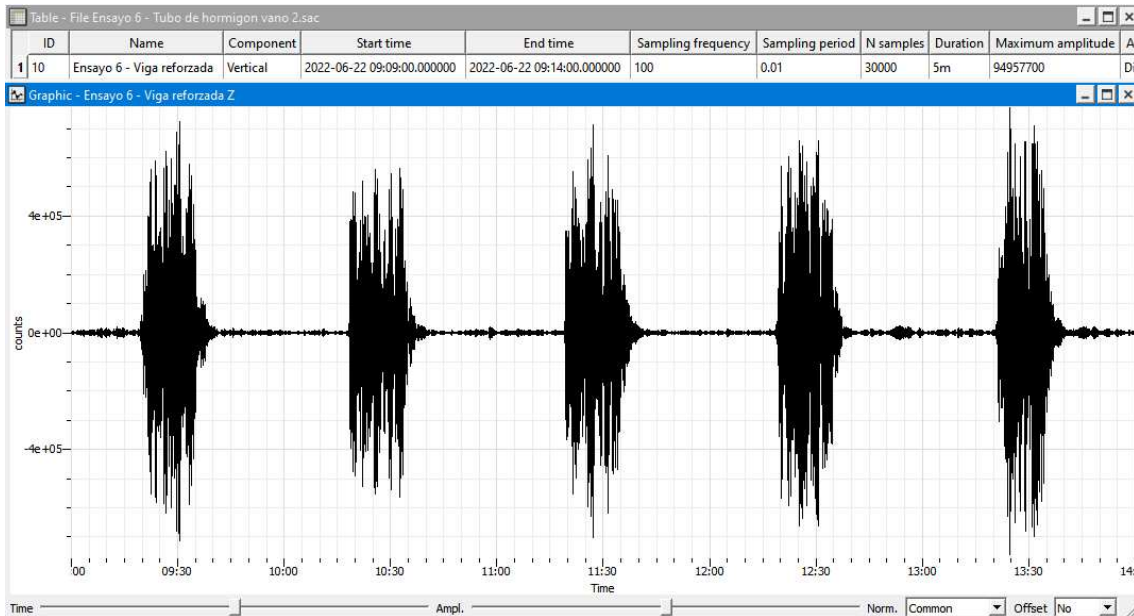 Table - File Ensayo 6 - Tubo de hormigon vano 2.sac
ID Name Component Start time End time Sampling frequency Sampling period N samples Duration Maximum amplitude A
1 10 Ensayo 6 - Viga reforzada Vertical 2022-06-22 09:09:00.000000 2022-06-22 09:14:00.000000 100 0.01 30000 5m 94957700 Di
Graphic - Ensayo 6 - Viga reforzada Z
4e+05
0e+00
-4e+05
counts
:00 09:30 10:00 10:30 11:00 11:30 12:00 12:30 13:00 13:30 14:
Time
Time Ampl. Norm. Common Offset No